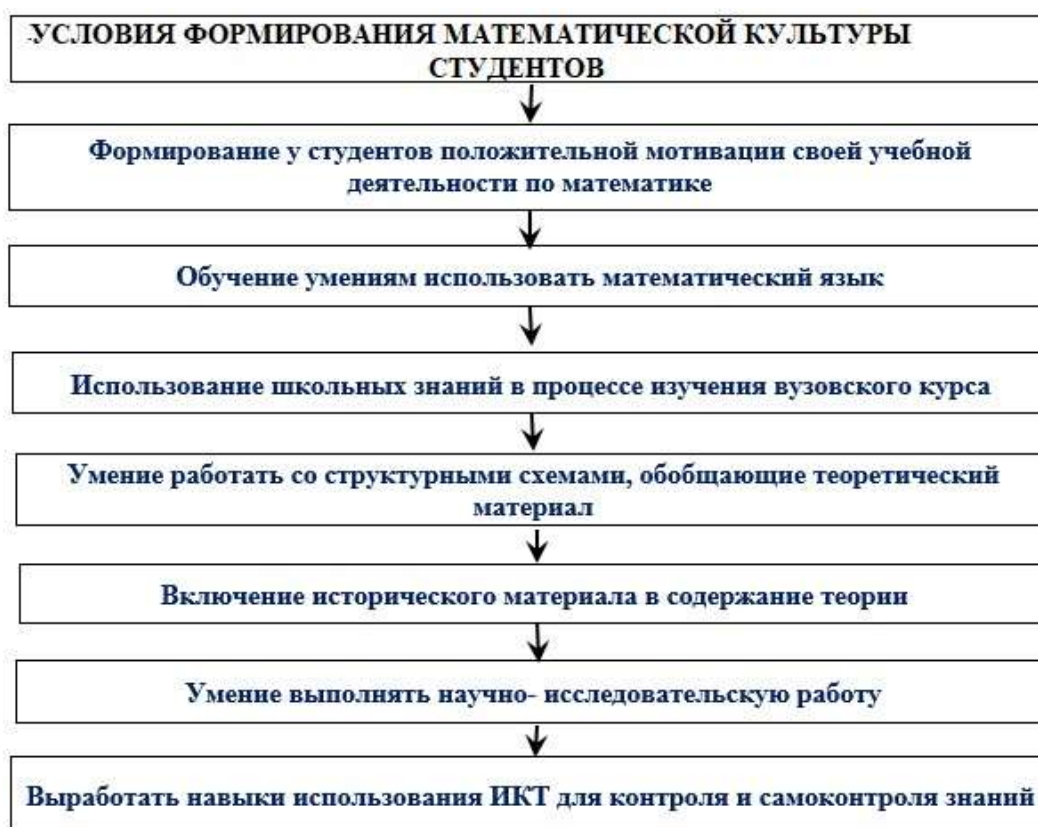 -УСЛОВИЯ ФОРМИРОВАНИЯ МАТЕМАТИЧЕСКОЙ КУЛЬТУРЫ
СТУДЕНТОВ
Формирование у студентов положительной мотивации своей учебной
деятельности по математике
Обучение умениям использовать математический язык
Использование школьных знаний в процессе изучения вузовского курса
Умение работать со структурными схемами, обобщающие теоретический
материал
Включение исторического материала в содержание теории
Умение выполнять научно- исследовательскую работу
Выработать навыки использования ИКТ для контроля и самоконтроля знаний